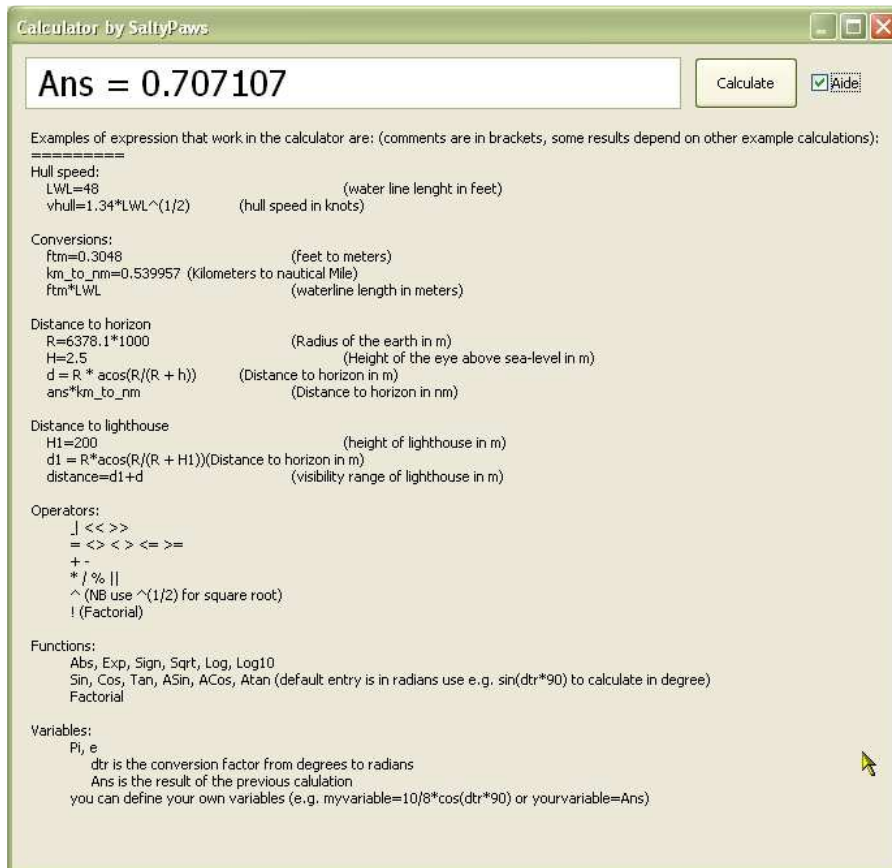 Calculator by SaltyPaws
Ans = 0.707107
Calculate
Aide
Examples of expression that work in the calculator are: (comments are in brackets, some results depend on other example calculations):
=========
Hull speed:
LWL=48 (water line lenght in feet)
vhull=1.34*LWL^(1/2) (hull speed in knots)
Conversions:
ftm=0.3048 (feet to meters)
km_to_nm=0.539957 (Kilometers to nautical Mile)
ftm*LWL (waterline length in meters)
Distance to horizon
R=6378.1*1000 (Radius of the earth in m)
H=2.5 (Height of the eye above sea-level in m)
d = R * acos(R/(R + h)) (Distance to horizon in m)
ans*km_to_nm (Distance to horizon in nm)
Distance to lighthouse
H1=200 (height of lighthouse in m)
d1 = R*acos(R/(R + H1))(Distance to horizon in m)
distance=d1+d (visibility range of lighthouse in m)
Operators:
_| << >>
= <> < > <= >=
+ -
* / % ||
^ (NB use ^(1/2) for square root)
! (Factorial)
Functions:
Abs, Exp, Sign, Sqrt, Log, Log10
Sin, Cos, Tan, ASin, ACos, Atan (default entry is in radians use e.g. sin(dtr*90) to calculate in degree)
Factorial
Variables:
Pi, e
dtr is the conversion factor from degrees to radians
Ans is the result of the previous calulation
you can define your own variables (e.g. myvariable=10/8*cos(dtr*90) or yourvariable=Ans)